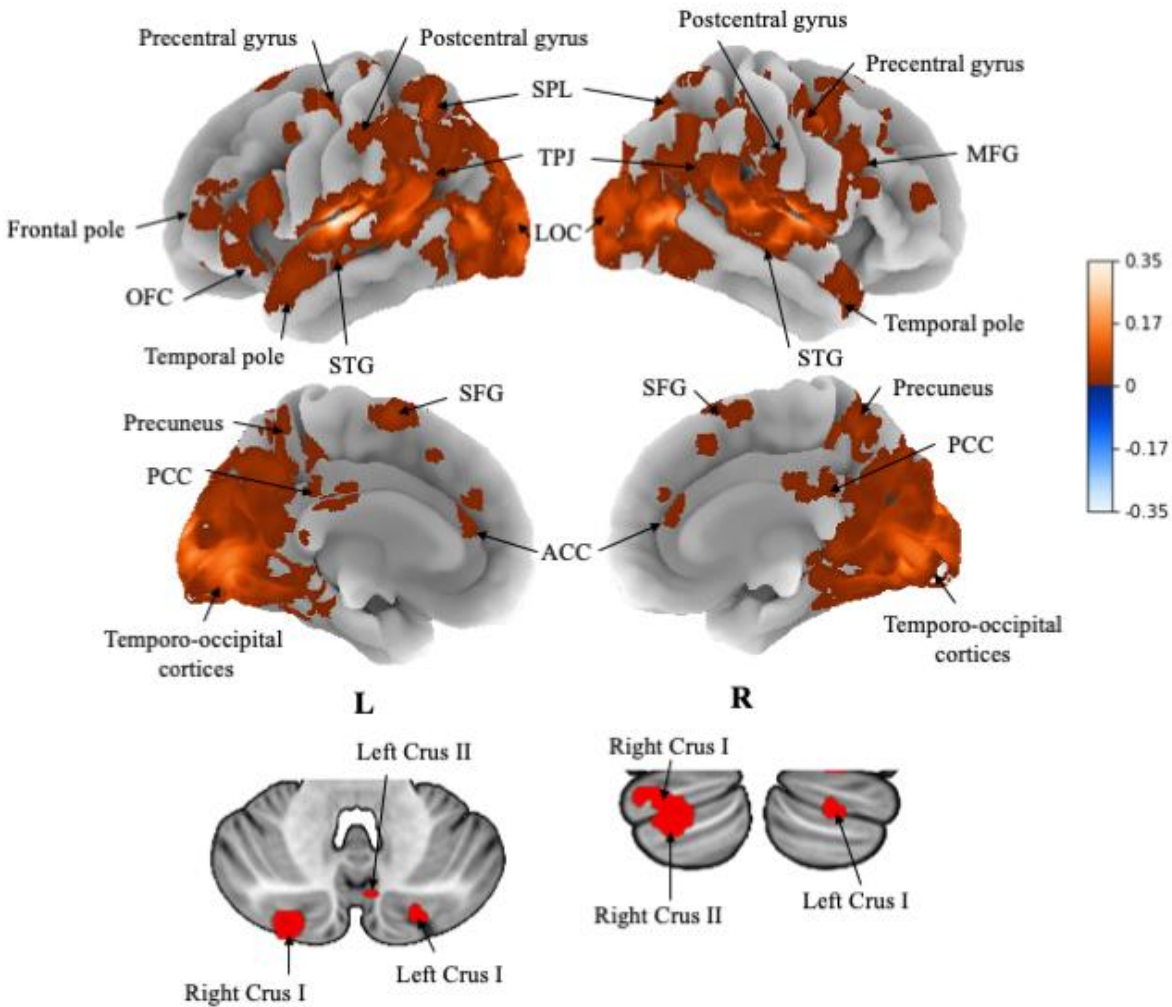 Precentral gyrus
Postcentral gyrus
Postcentral gyrus
Precentral gyrus
SPL
TPJ
MFG
Frontal pole
LOC
OFC
Temporal pole
STG
Temporal pole
STG
0.35
0.17
0
-0.17
-0.35
SFG
Precuneus
PCC
SFG
Precuneus
PCC
ACC
Temporo-occipital
cortices
Temporo-occipital
cortices
L
R
Left Crus II
Right Crus I
Left Crus I
Right Crus I
Right Crus II
Left Crus I